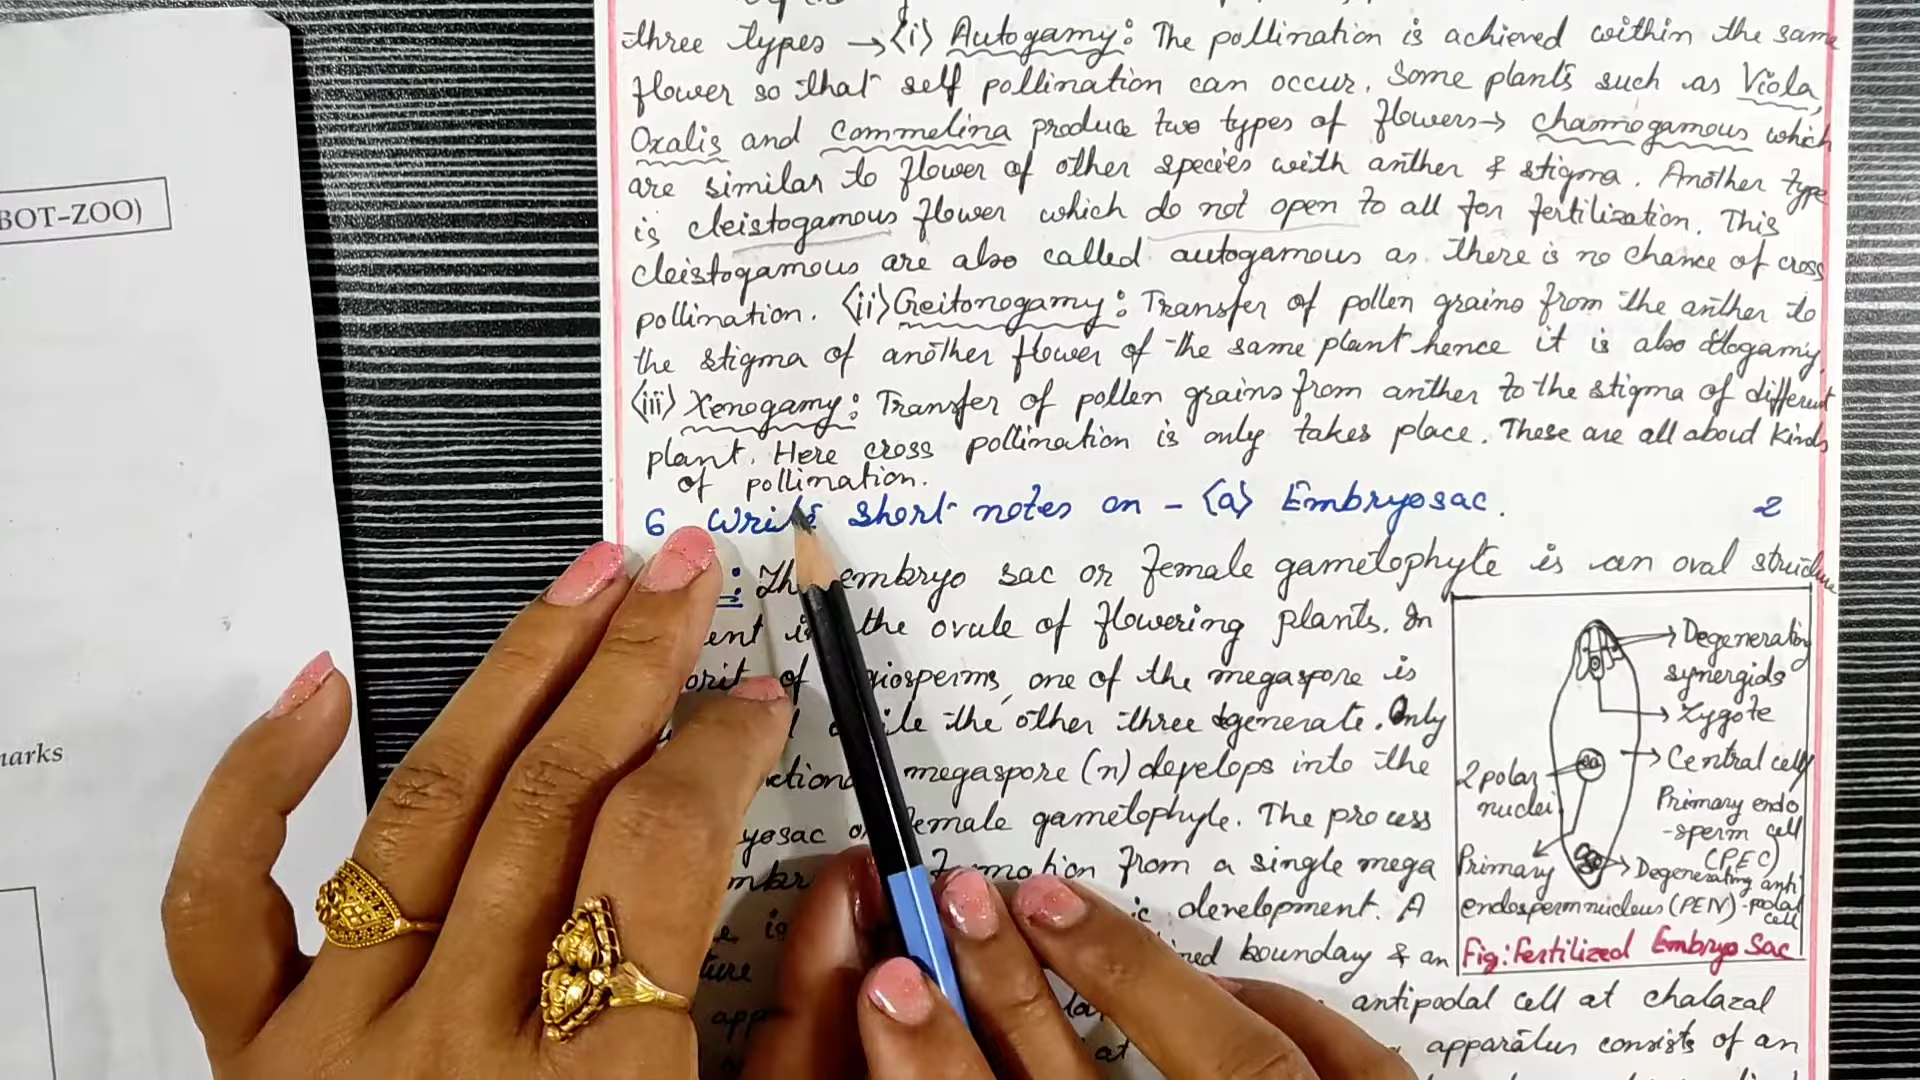 BOT-ZOO)
marks
three types → (i) Autogamy: The pollination is achieved within the same
flower so that self pollination can occur. Some plants such as Viola,
Oxalis and Commelina produce two types of flowers → chasmogamous which
are similar to flower of other species with anther & stigma. Another type
is cleistogamous flower which do not open to all for fertilization. This
cleistogamous are also called autogamous as there is no chance of cross
pollination. (ii) Geitonogamy: Transfer of pollen grains from the anther to
the stigma of another flower of the same plant hence it is also
(iii) Xenogamy: Transfer of pollen grains from anther to the stigma of different
plant. Here cross pollination is only takes place. These are all about kinds
of pollination.
6 Write short notes on - (a) Embryosac. 2
: The embryo sac or female gametophyte is an oval structure
the ovule of flowering plants. In
of one of the megaspore is
the other three degenerate. Only
megaspore (n) develops into the
female gametophyte. The process
from a single mega
development. A
boundary & an
antipodal cell at chalazal
apparatus consists of an
Degenerating
synergids
Zygote
Central cell
Primary endo
-sperm cell
(PEC)
Degenerating anti
-podal
cell
2 polar
nuclei
Primary
endosperm nucleus (PEN)
Fig: Fertilized Embryo Sac